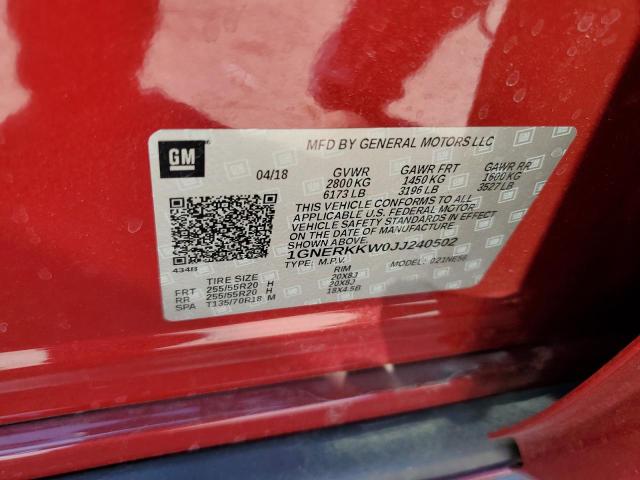 GM
MFD BY GENERAL MOTORS LLC
04/18 GVWR GAWR FRT GAWR RR
2800 KG 1450 KG 1600 KG
6173 LB 3196 LB 3527 LB
THIS VEHICLE CONFORMS TO ALL
APPLICABLE U.S. FEDERAL MOTOR
VEHICLE SAFETY STANDARDS IN EFFECT
ON THE DATE OF MANUFACTURE SHOWN ABOVE.
1GNERKKW0JJ240502
4348 TYPE: M.P.V. MODEL: 021NE56
TIRE SIZE RIM
FRT 255/55R20 H 20X8J
RR 255/55R20 H 20X8J
SPA T135/70R18 M 18X4.5B